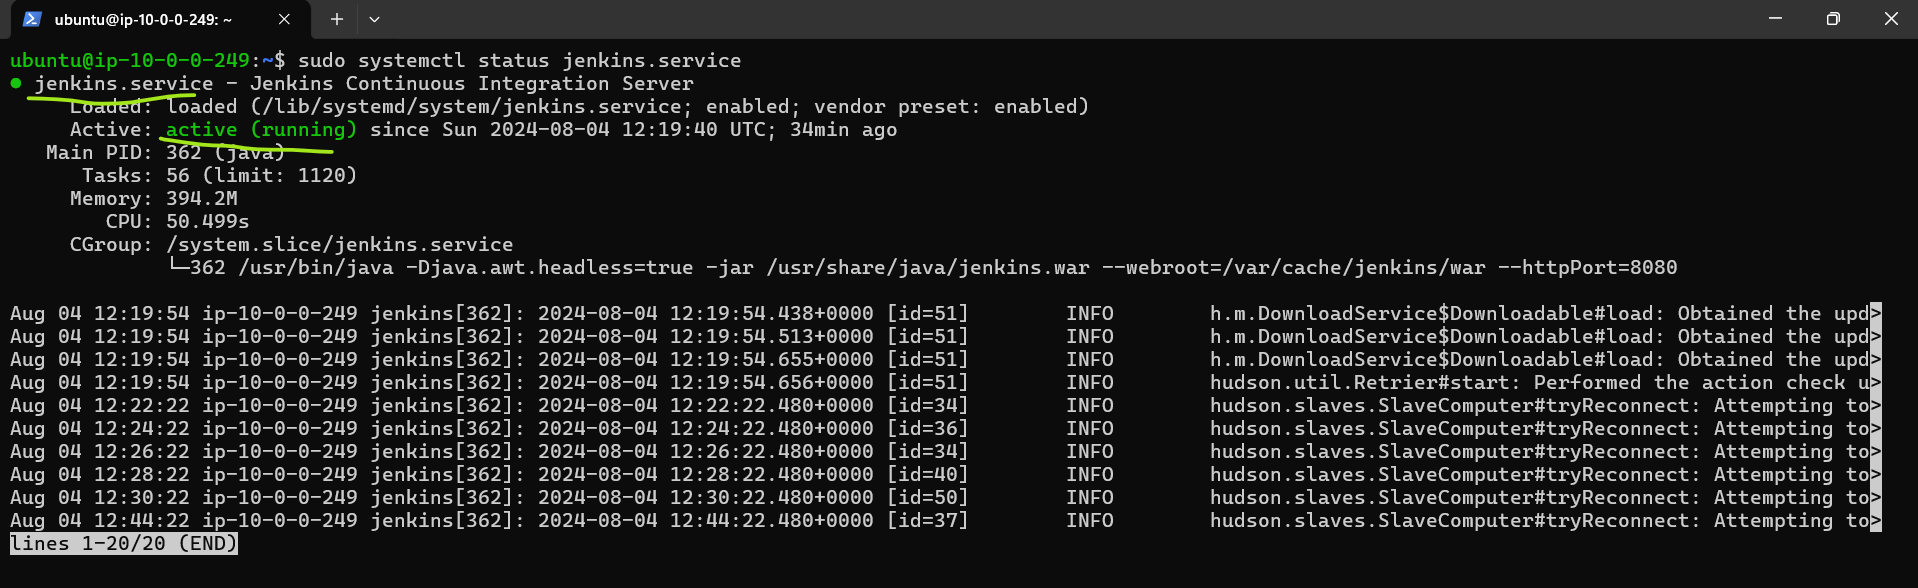 ubuntu@ip-10-0-0-249: ~
ubuntu@ip-10-0-0-249:~$ sudo systemctl status jenkins.service
● jenkins.service - Jenkins Continuous Integration Server
Loaded: loaded (/lib/systemd/system/jenkins.service; enabled; vendor preset: enabled)
Active: active (running) since Sun 2024-08-04 12:19:40 UTC; 34min ago
Main PID: 362 (java)
Tasks: 56 (limit: 1120)
Memory: 394.2M
CPU: 50.499s
CGroup: /system.slice/jenkins.service
└─362 /usr/bin/java -Djava.awt.headless=true -jar /usr/share/java/jenkins.war --webroot=/var/cache/jenkins/war --httpPort=8080
Aug 04 12:19:54 ip-10-0-0-249 jenkins[362]: 2024-08-04 12:19:54.438+0000 [id=51] INFO h.m.DownloadService$Downloadable#load: Obtained the upd>
Aug 04 12:19:54 ip-10-0-0-249 jenkins[362]: 2024-08-04 12:19:54.513+0000 [id=51] INFO h.m.DownloadService$Downloadable#load: Obtained the upd>
Aug 04 12:19:54 ip-10-0-0-249 jenkins[362]: 2024-08-04 12:19:54.655+0000 [id=51] INFO h.m.DownloadService$Downloadable#load: Obtained the upd>
Aug 04 12:19:54 ip-10-0-0-249 jenkins[362]: 2024-08-04 12:19:54.656+0000 [id=51] INFO hudson.util.Retrier#start: Performed the action check u>
Aug 04 12:22:22 ip-10-0-0-249 jenkins[362]: 2024-08-04 12:22:22.480+0000 [id=34] INFO hudson.slaves.SlaveComputer#tryReconnect: Attempting to>
Aug 04 12:24:22 ip-10-0-0-249 jenkins[362]: 2024-08-04 12:24:22.480+0000 [id=36] INFO hudson.slaves.SlaveComputer#tryReconnect: Attempting to>
Aug 04 12:26:22 ip-10-0-0-249 jenkins[362]: 2024-08-04 12:26:22.480+0000 [id=34] INFO hudson.slaves.SlaveComputer#tryReconnect: Attempting to>
Aug 04 12:28:22 ip-10-0-0-249 jenkins[362]: 2024-08-04 12:28:22.480+0000 [id=40] INFO hudson.slaves.SlaveComputer#tryReconnect: Attempting to>
Aug 04 12:30:22 ip-10-0-0-249 jenkins[362]: 2024-08-04 12:30:22.480+0000 [id=50] INFO hudson.slaves.SlaveComputer#tryReconnect: Attempting to>
Aug 04 12:44:22 ip-10-0-0-249 jenkins[362]: 2024-08-04 12:44:22.480+0000 [id=37] INFO hudson.slaves.SlaveComputer#tryReconnect: Attempting to>
lines 1-20/20 (END)